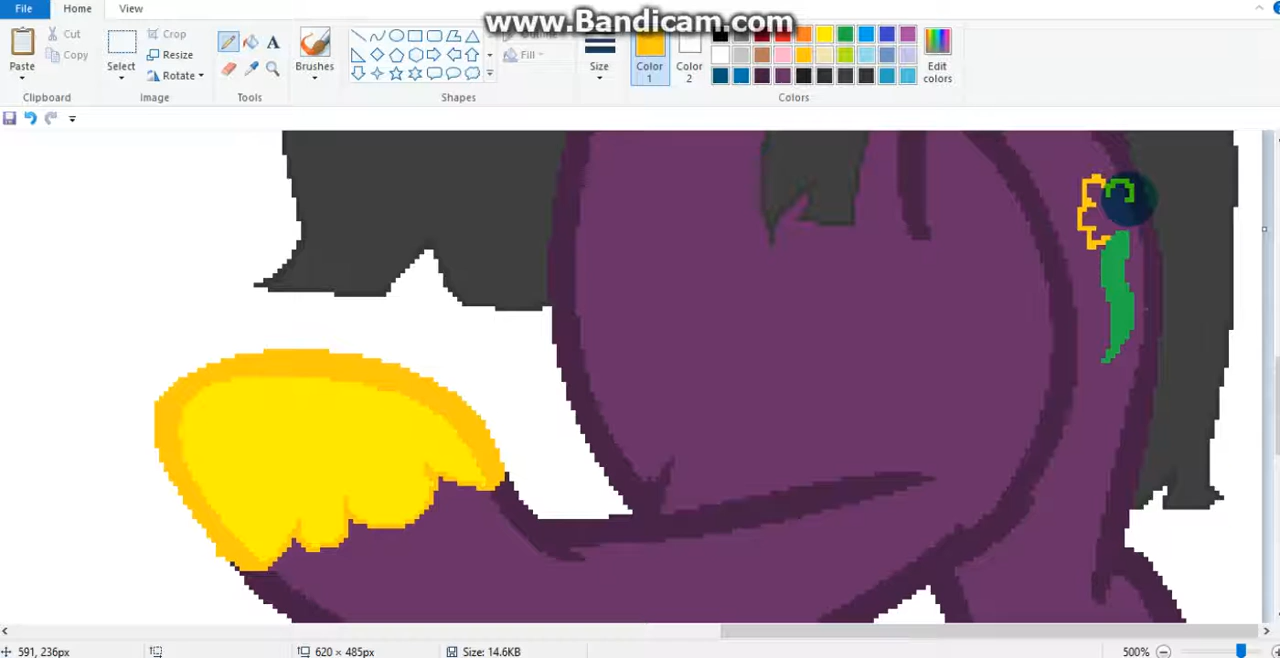 www.Bandicam.com
File Home View
Cut
Copy
Paste
Crop
Resize
Rotate
Select
Brushes
Fill
Size
Color 1
Color 2
Edit colors
Clipboard Image Tools Shapes Colors
591, 236px 620 × 485px Size: 14.6KB 500%